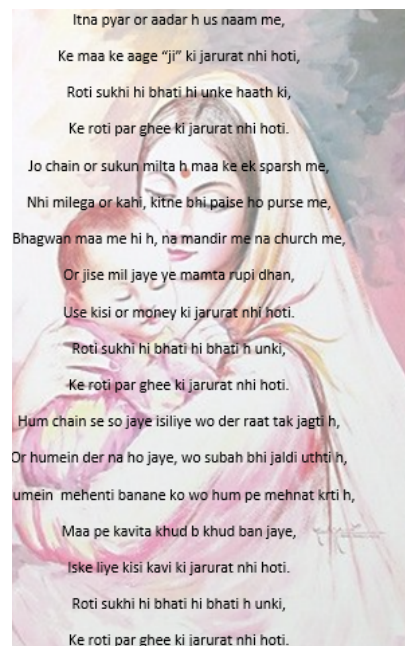 Itna pyar or aadar h us naam me,
Ke maa ke aage “ji” ki jarurat nhi hoti,
Roti sukhi hi bhati hi unke haath ki,
Ke roti par ghee ki jarurat nhi hoti.
Jo chain or sukun milta h maa ke ek sparsh me,
Nhi milega or kahi, kitne bhi paise ho purse me,
Bhagwan maa me hi h, na mandir me na church me,
Or jise mil jaye ye mamta rupi dhan,
Use kisi or money ki jarurat nhi hoti.
Roti sukhi hi bhati hi bhati h unki,
Ke roti par ghee ki jarurat nhi hoti.
Hum chain se so jaye isiliye wo der raat tak jagti h,
Or humein der na ho jaye, wo subah bhi jaldi uthti h,
umein mehenti banane ko wo hum pe mehnat krti h,
Maa pe kavita khud b khud ban jaye,
Iske liye kisi kavi ki jarurat nhi hoti.
Roti sukhi hi bhati hi bhati h unki,
Ke roti par ghee ki jarurat nhi hoti.